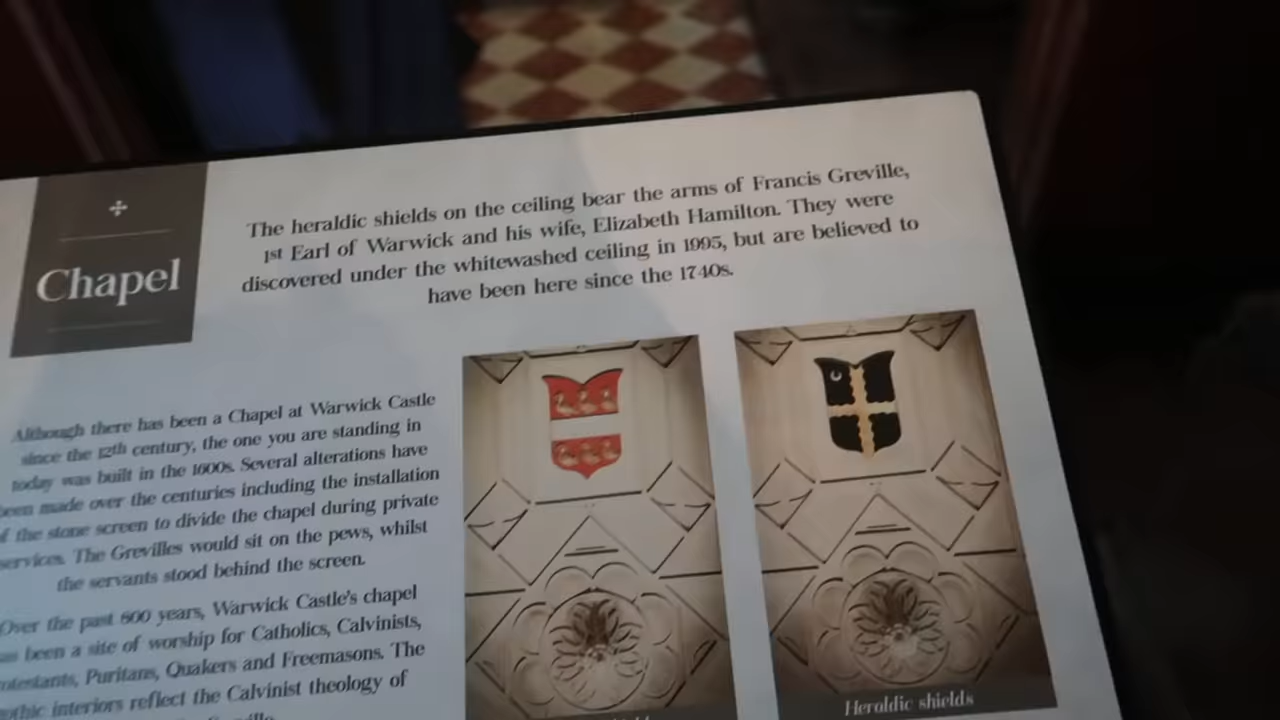 Chapel
The heraldic shields on the ceiling bear the arms of Francis Greville,
1st Earl of Warwick and his wife, Elizabeth Hamilton. They were
discovered under the whitewashed ceiling in 1995, but are believed to
have been here since the 1740s.
Although there has been a Chapel at Warwick Castle
since the 12th century, the one you are standing in
today was built in the 1600s. Several alterations have
been made over the centuries including the installation
of the stone screen to divide the chapel during private
services. The Grevilles would sit on the pews, whilst
the servants stood behind the screen.
Over the past 600 years, Warwick Castle's chapel
has been a site of worship for Catholics, Calvinists,
Protestants, Puritans, Quakers and Freemasons. The
gothic interiors reflect the Calvinist theology of
Heraldic shields